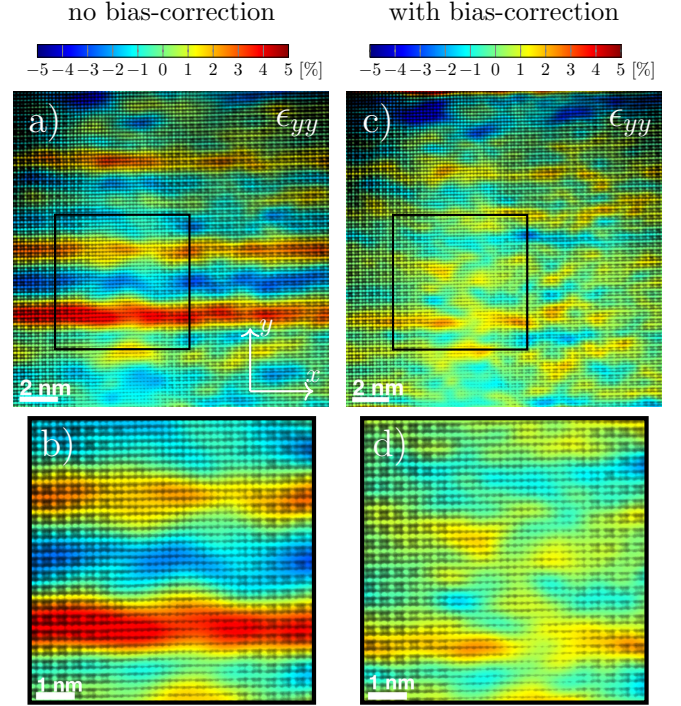 no bias-correction
with bias-correction
−5 −4 −3 −2 −1 0 1 2 3 4 5 [%]
−5 −4 −3 −2 −1 0 1 2 3 4 5 [%]
a)
ϵyy
c)
ϵyy
y
x
2 nm
2 nm
b)
d)
1 nm
1 nm